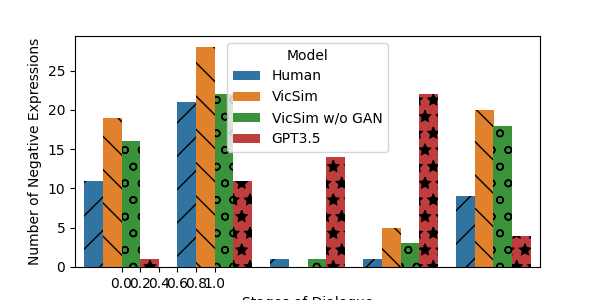 Model
Human
VicSim
VicSim w/o GAN
GPT3.5
Number of Negative Expressions
25
20
15
10
5
0
0.0 0.2 0.4 0.6 0.8 1.0
Stages of Dialogue